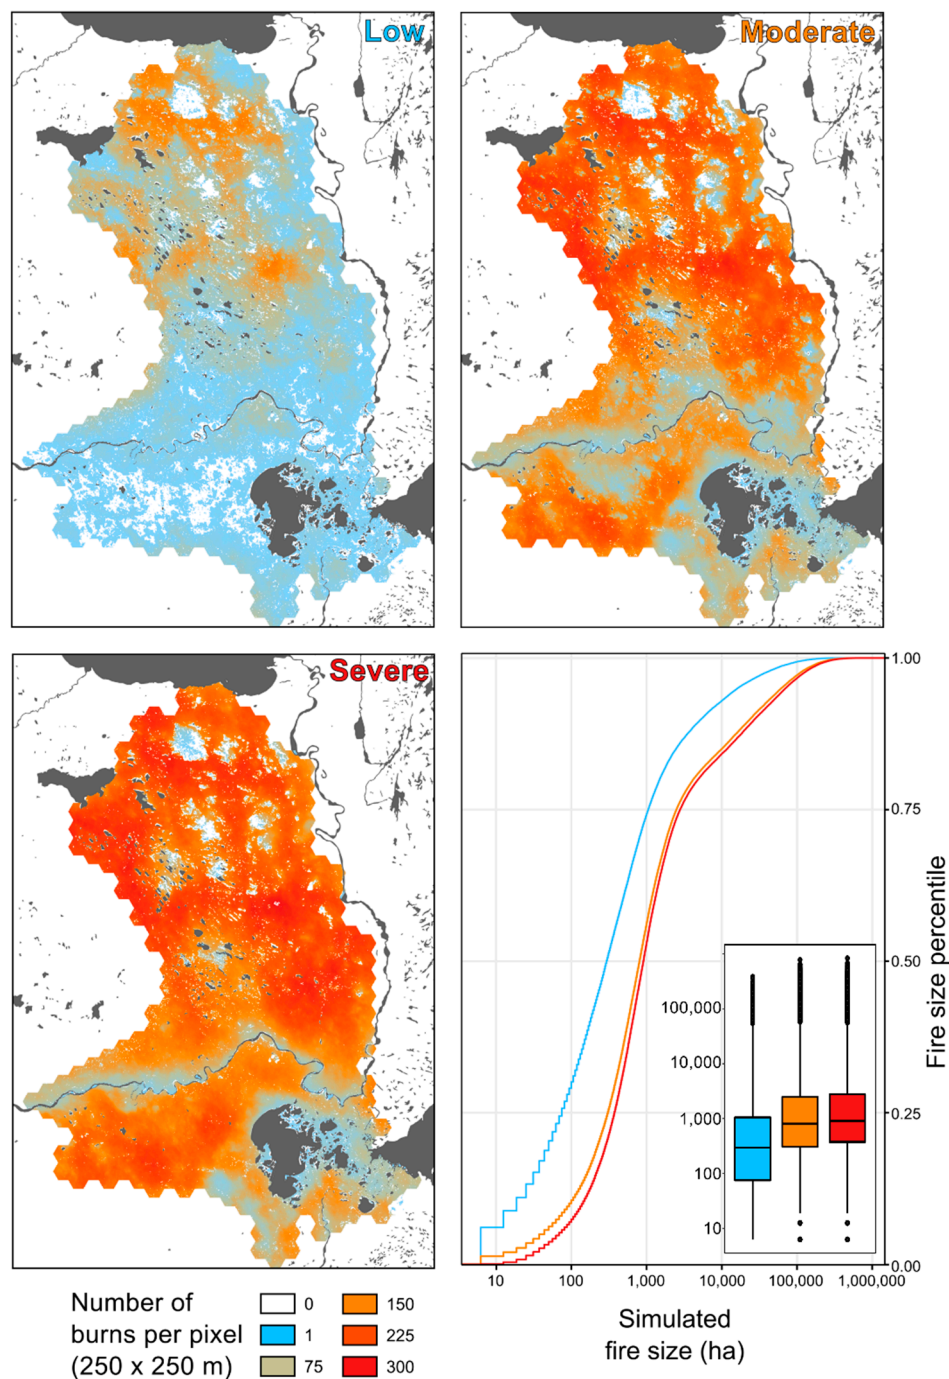 Low
Moderate
Severe
1.00
0.75
0.50
0.25
0.00
Fire size percentile
100,000
10,000
1,000
100
10
10
100
1,000
10,000
100,000
1,000,000
Simulated
fire size (ha)
Number of
burns per pixel
(250 x 250 m)
0
1
75
150
225
300